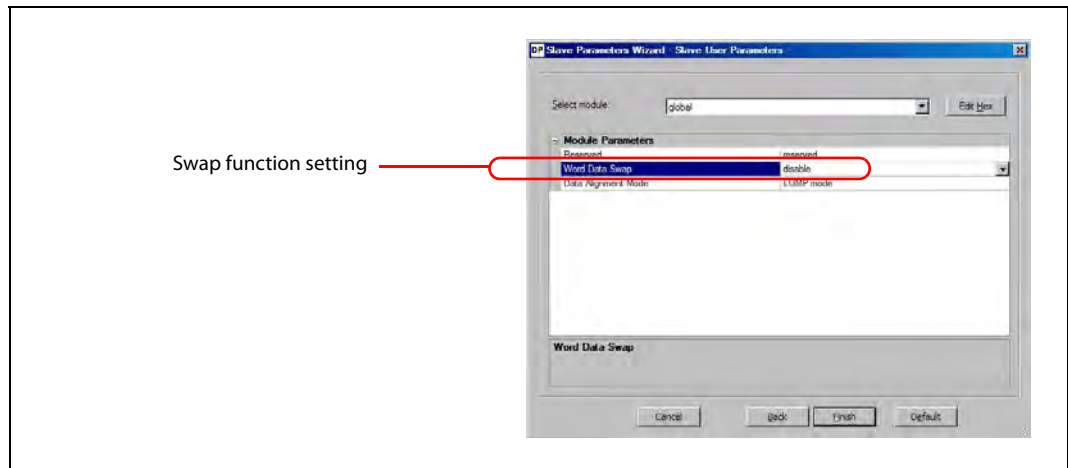 DP Slave Parameters Wizard - Slave User Parameters
Select module: global Edit Hex
Module Parameters
Reserved reserved
Swap function setting
Word Data Swap disable
Data Alignment Mode LUMP mode
Word Data Swap
Cancel Back Finish Default